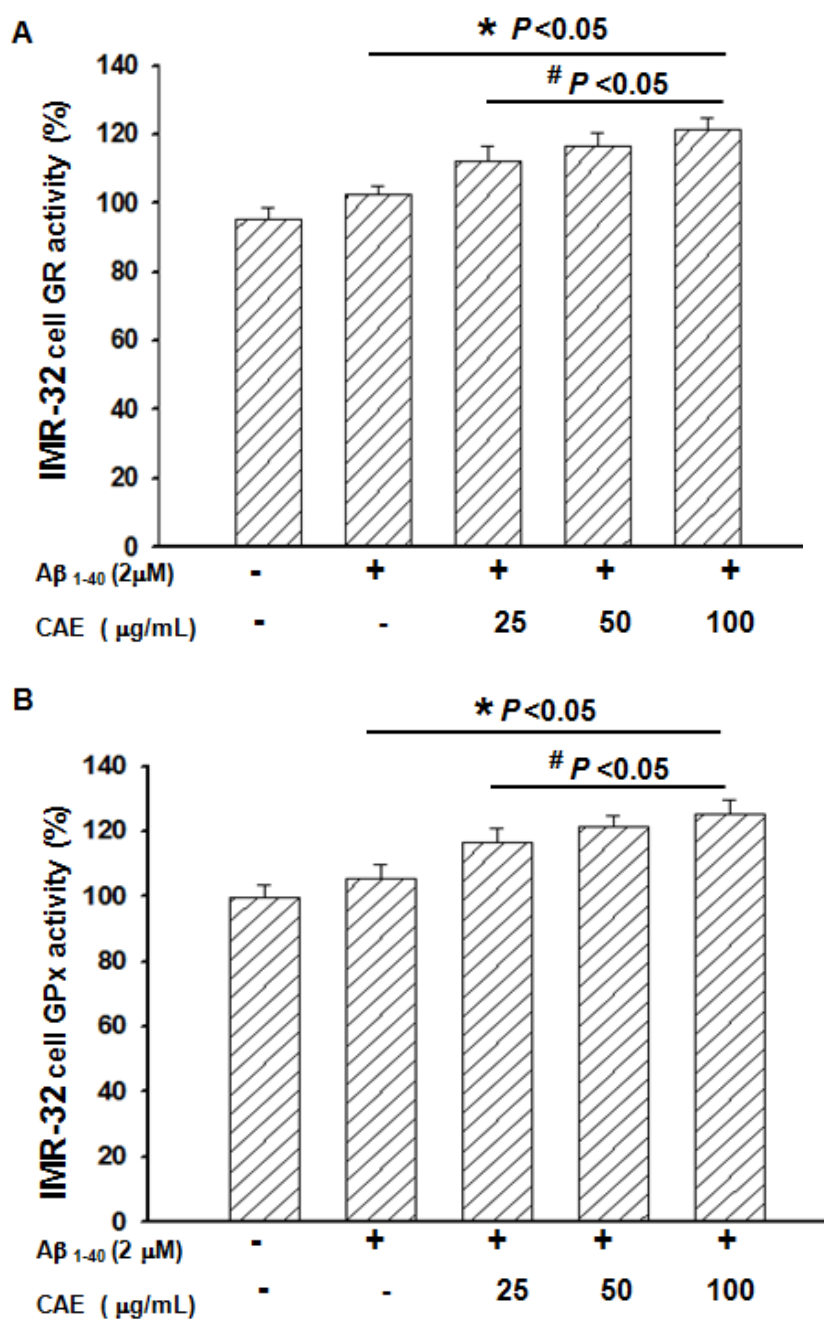 A
* P <0.05
# P <0.05
140
120
100
80
60
40
20
0
IMR-32 cell GR activity (%)
Aβ 1-40 (2μM) - + + + +
CAE ( μg/mL) - - 25 50 100
B
* P <0.05
# P <0.05
140
120
100
80
60
40
20
0
IMR-32 cell GPx activity (%)
Aβ 1-40 (2 μM) - + + + +
CAE ( μg/mL) - - 25 50 100